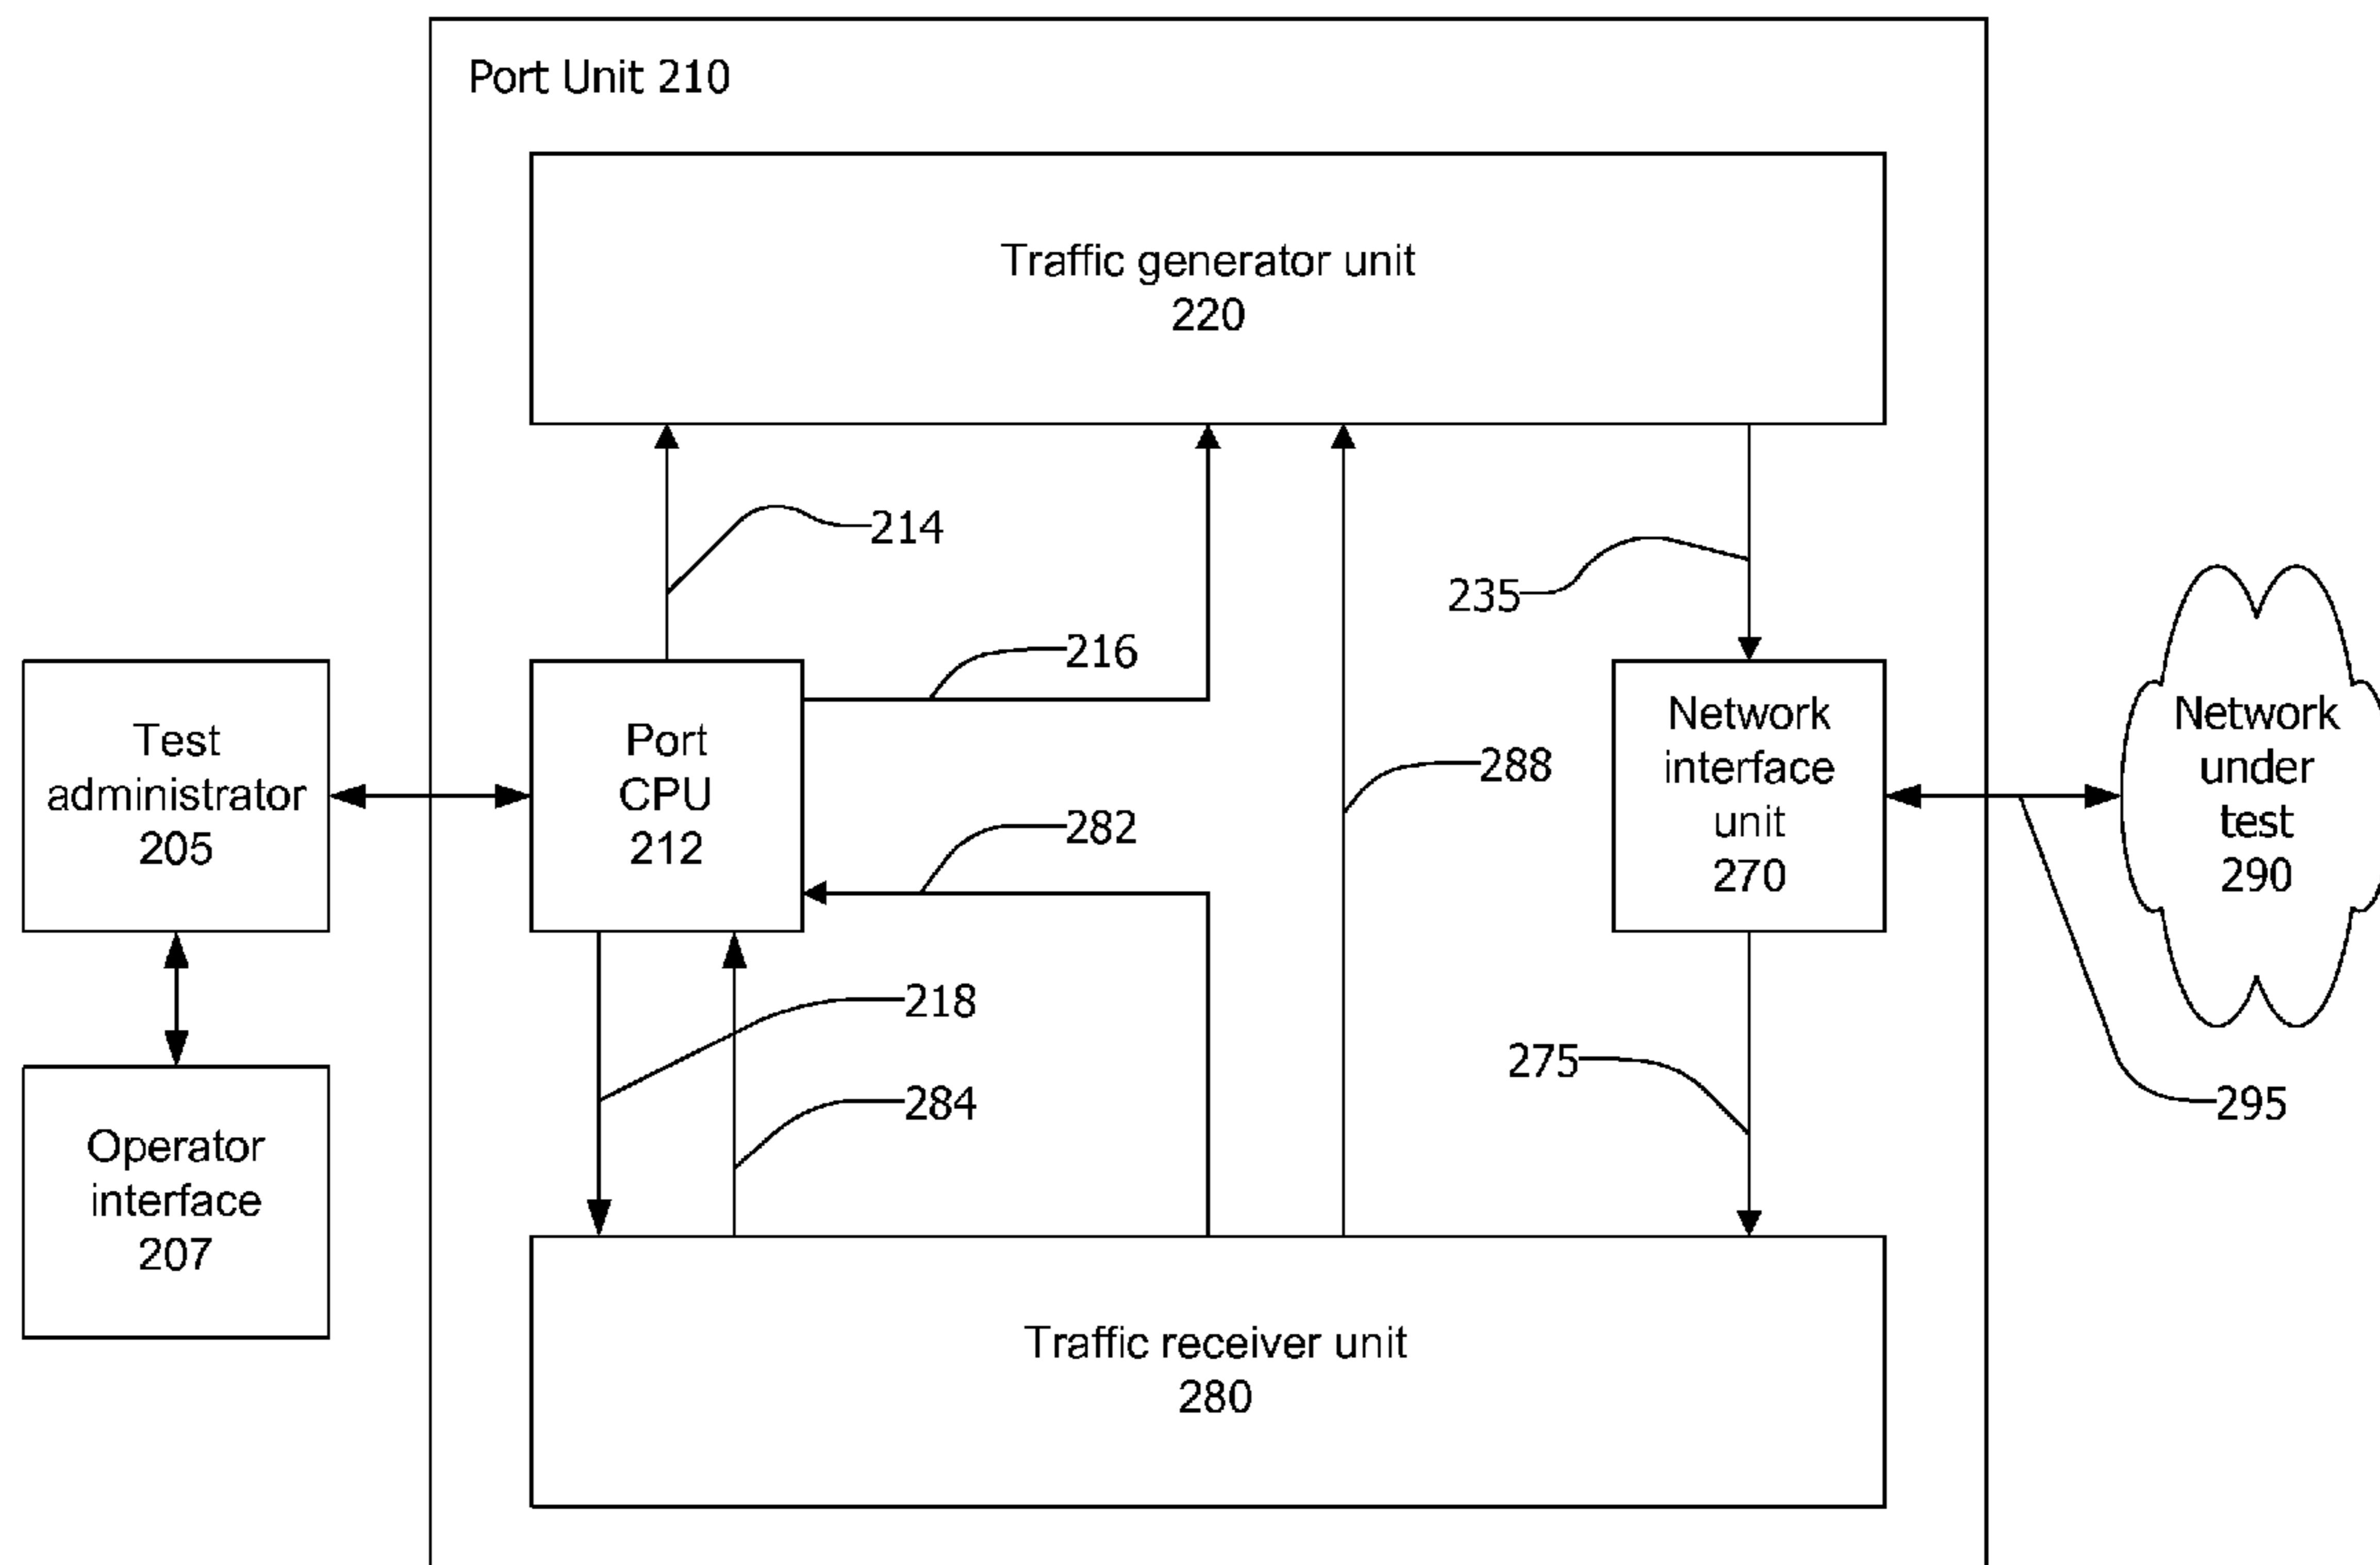 Port Unit 210
Traffic generator unit
220
214
235
216
Test
administrator
205
Port
CPU
212
Network
interface
unit
270
Network
under
test
290
288
282
218
284
275
295
Operator
interface
207
Traffic receiver unit
280